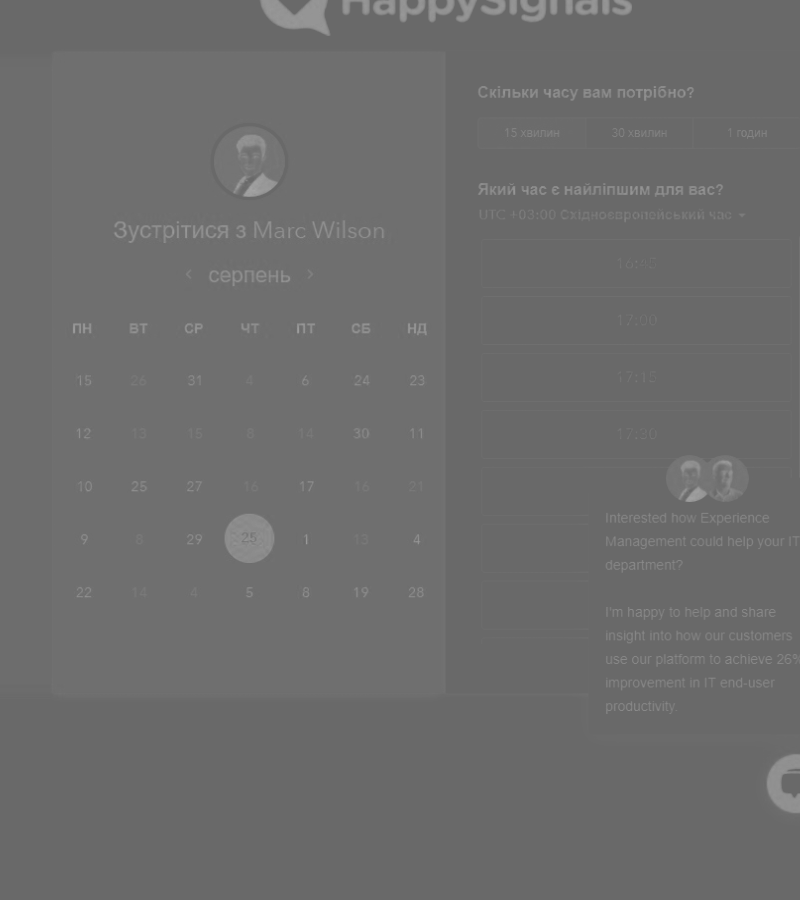 HappySignals
Зустрітися з Marc Wilson
серпень
ПН ВТ СР ЧТ ПТ СБ НД
15 26 31 4 6 24 23
12 13 15 8 14 30 11
10 25 27 16 17 16 21
9 8 29 25 1 13 4
22 14 4 5 8 19 28
Скільки часу вам потрібно?
15 хвилин 30 хвилин 1 годин
Який час є найліпшим для вас?
UTC +03:00 Східноєвропейський час
16:45
17:00
17:15
17:30
Interested how Experience
Management could help your IT
department?
I'm happy to help and share
insight into how our customers
use our platform to achieve 26%
improvement in IT end-user
productivity.